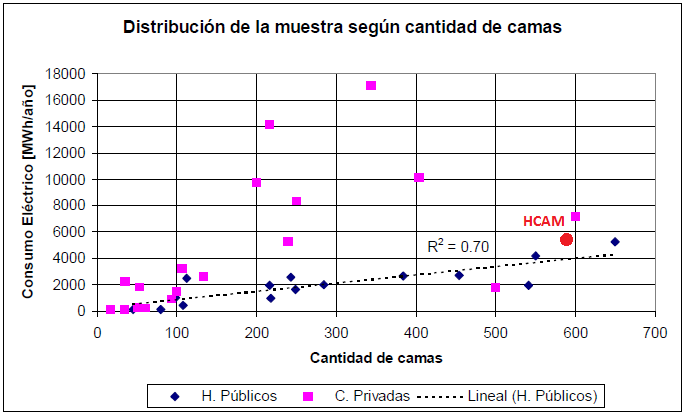 Distribución de la muestra según cantidad de camas
Consumo Eléctrico [MWh/año]
18000
16000
14000
12000
10000
8000
6000
4000
2000
0
HCAM
R² = 0.70
0 100 200 300 400 500 600 700
Cantidad de camas
H. Públicos C. Privadas Lineal (H. Públicos)